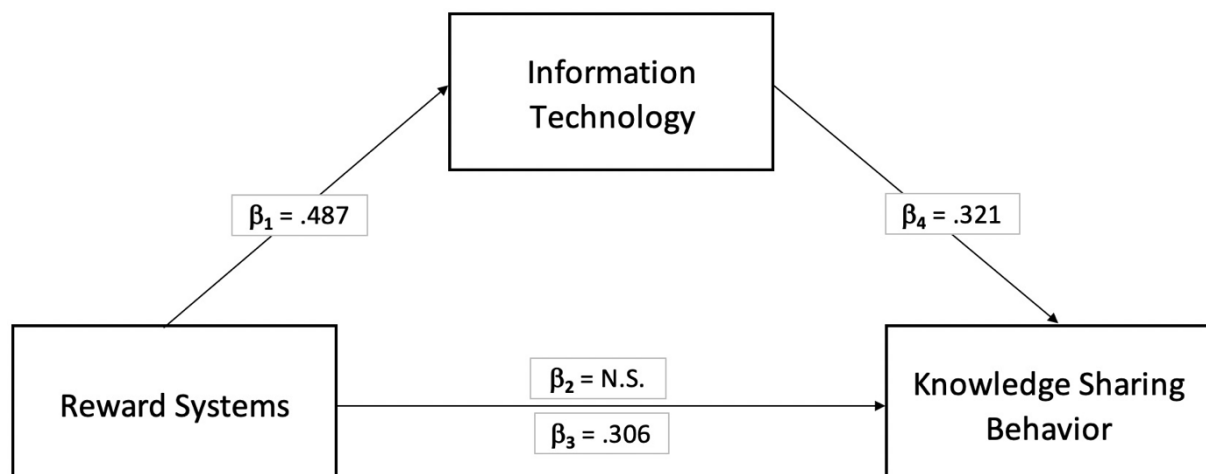 Information
Technology
β₁ = .487
β₄ = .321
β₂ = N.S.
Reward Systems
β₃ = .306
Knowledge Sharing
Behavior